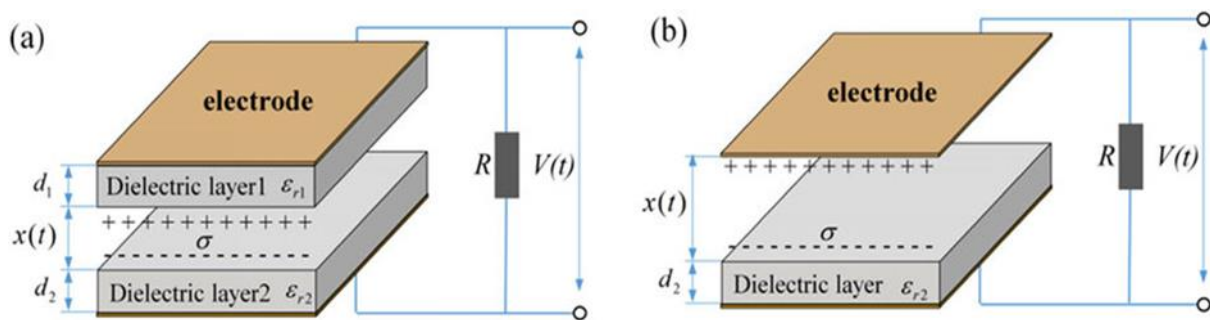 (a)
electrode
d₁
Dielectric layer1 εᵣ₁
+ + + + + + + + + +
x(t)
σ
d₂
Dielectric layer2 εᵣ₂
R
V(t)
(b)
electrode
+ + + + + + + + + +
x(t)
σ
d₂
Dielectric layer εᵣ₂
R
V(t)